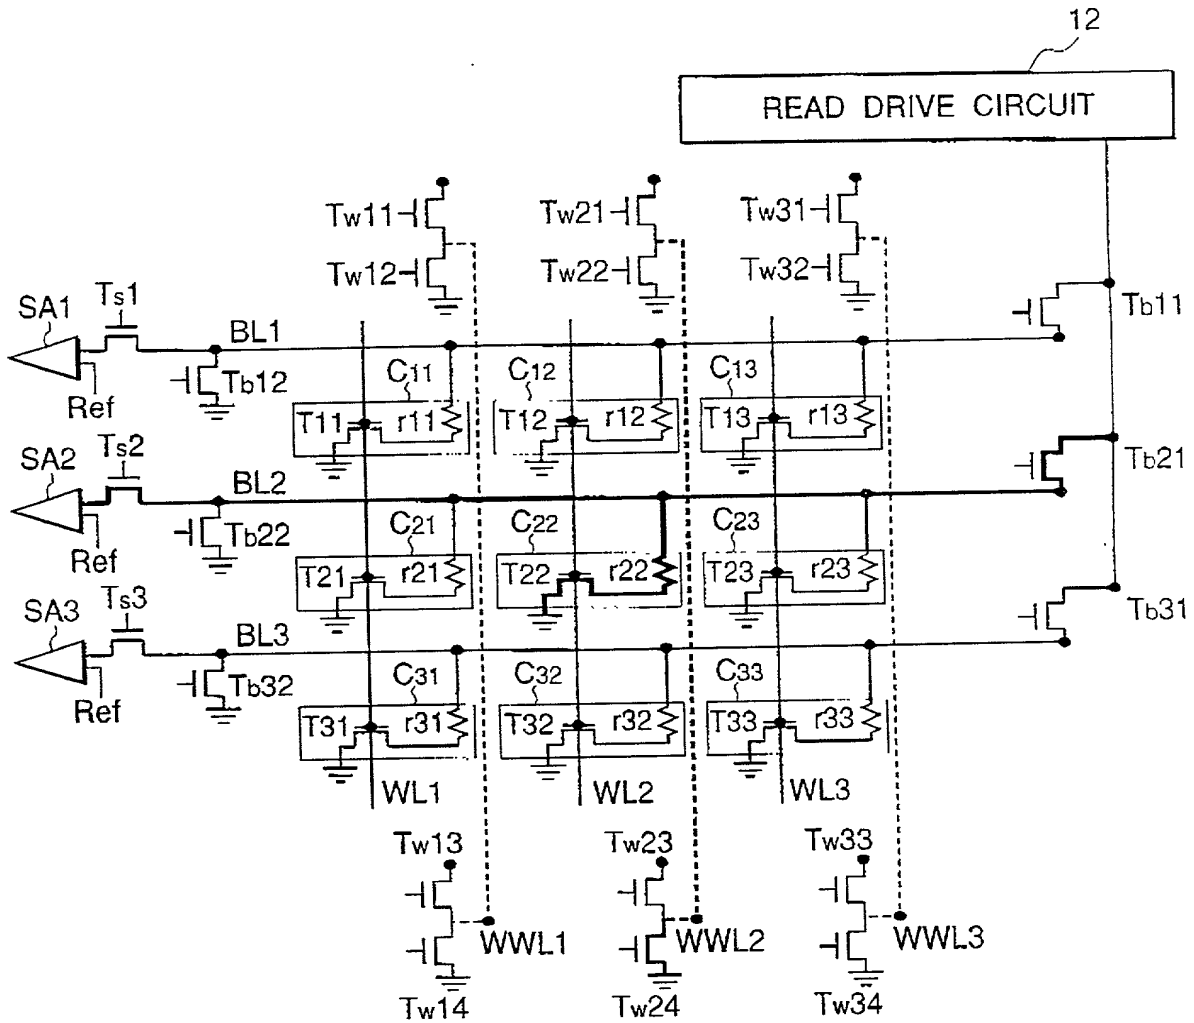 12
READ DRIVE CIRCUIT
Tw11 Tw21 Tw31
Tw12 Tw22 Tw32
SA1 Ts1 BL1 Tb11
C11 C12 C13
Tb12
Ref T11 r11 T12 r12 T13 r13
SA2 Ts2 BL2 Tb21
C21 C22 C23
Tb22
Ref T21 r21 T22 r22 T23 r23
SA3 Ts3 BL3 Tb31
C31 C32 C33
Tb32
Ref T31 r31 T32 r32 T33 r33
WL1 WL2 WL3
Tw13 Tw23 Tw33
WWL1 WWL2 WWL3
Tw14 Tw24 Tw34